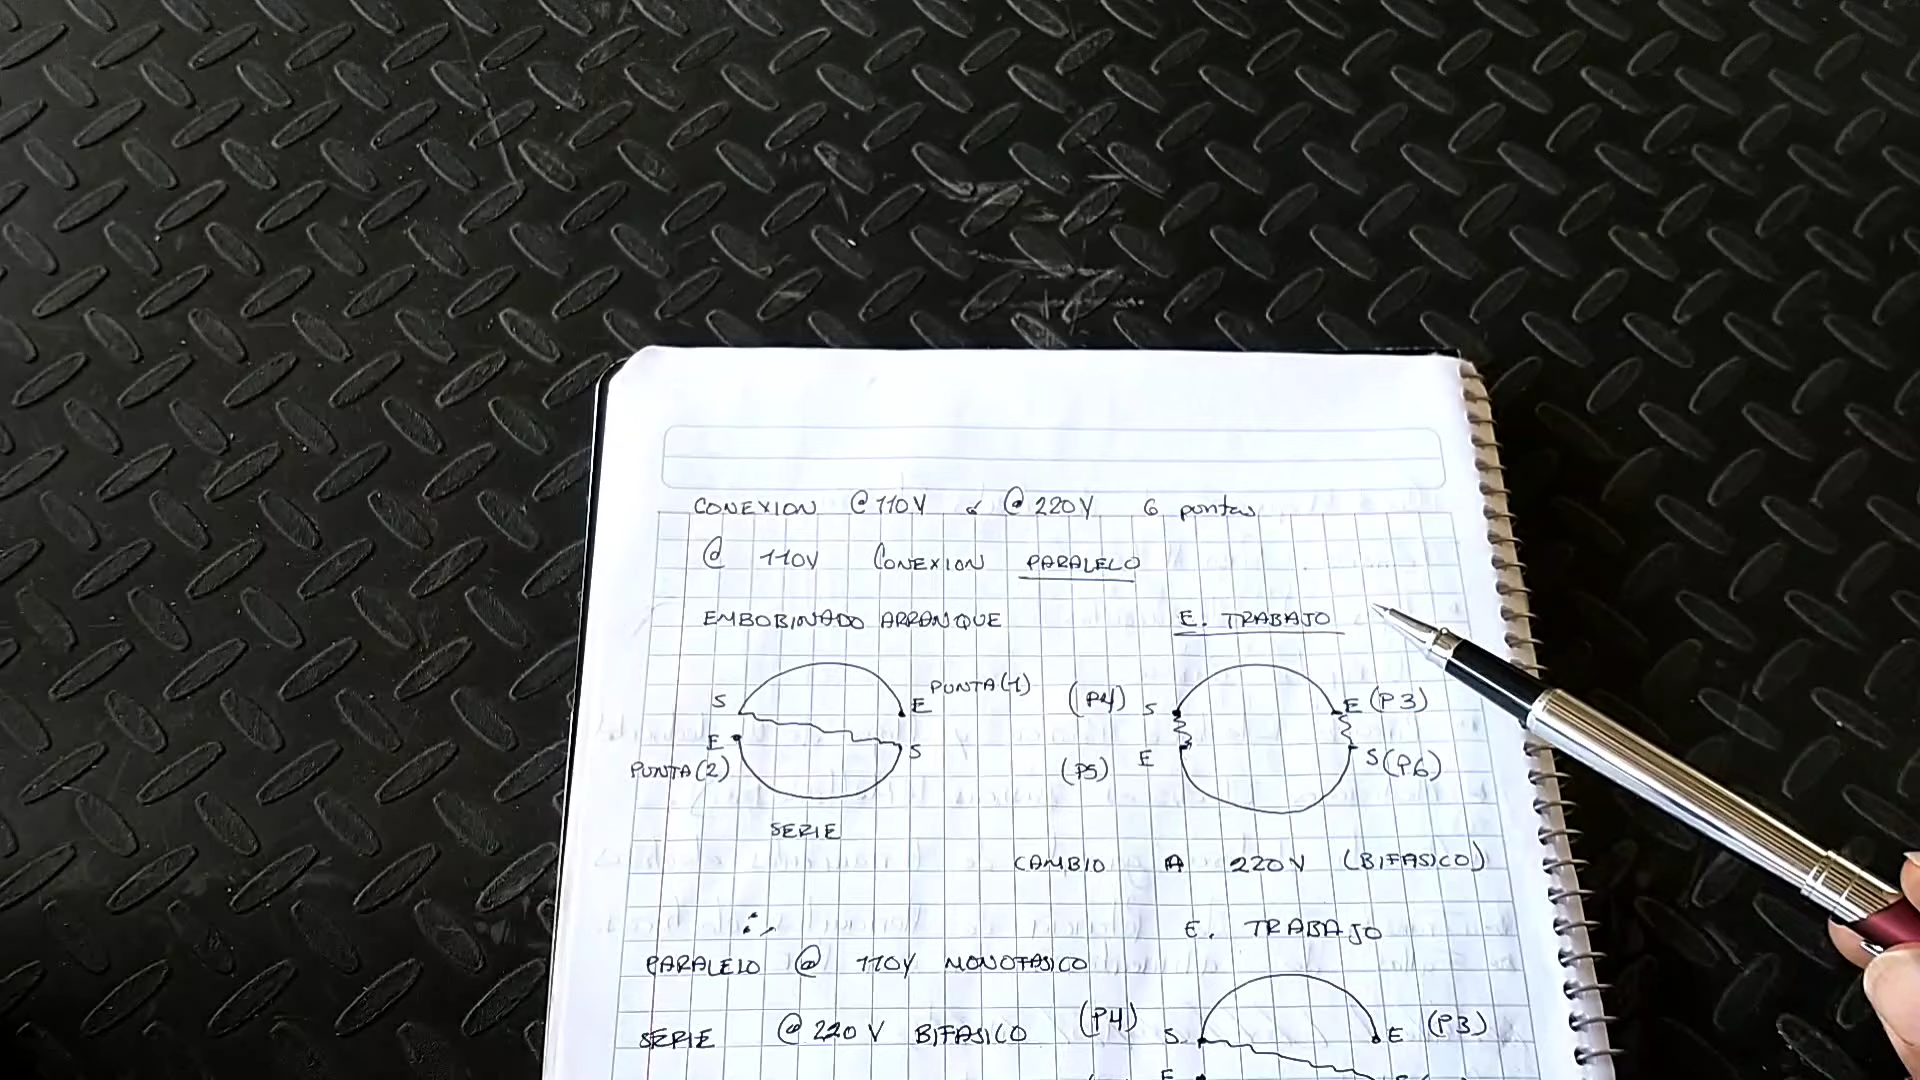 CONEXION @ 110V & @ 220V 6 puntas
@ 110V CONEXION PARALELO
EMBOBINADO ARRANQUE
E. TRABAJO
S E PUNTA(1)
E S
PUNTA(2)
SERIE
(P4) S E (P3)
(P5) E S (P6)
CAMBIO A 220V (BIFASICO)
PARALELO @ 110V MONOFASICO
SERIE @ 220V BIFASICO
E. TRABAJO
(P4) S E (P3)
E